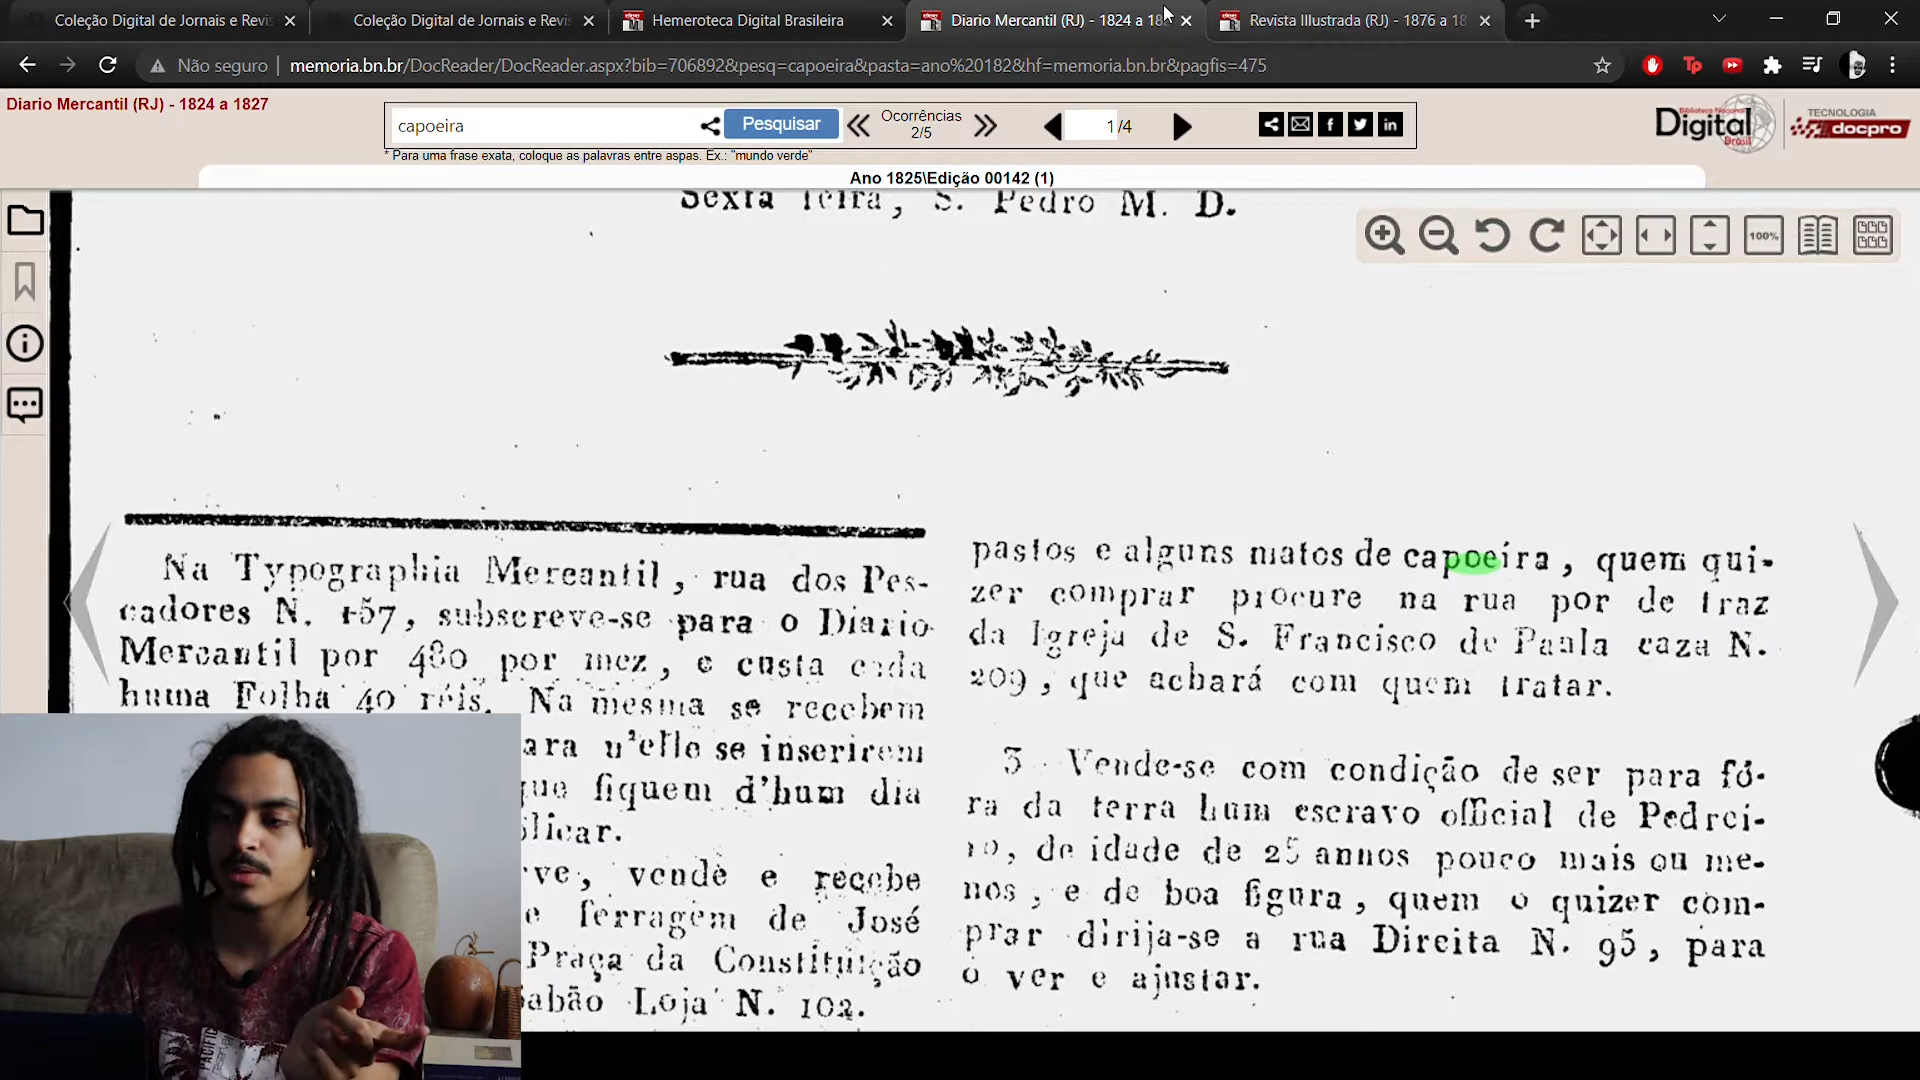 Coleção Digital de Jornais e Revis
Coleção Digital de Jornais e Revis
Hemeroteca Digital Brasileira
Diario Mercantil (RJ) - 1824 a 18
Revista Illustrada (RJ) - 1876 a 18
Não seguro
memoria.bn.br/DocReader/DocReader.aspx?bib=706892&pesq=capoeira&pasta=ano%20182&hf=memoria.bn.br&pagfis=475
Diario Mercantil (RJ) - 1824 a 1827
capoeira
Pesquisar
Ocorrências
2/5
1 /4
* Para uma frase exata, coloque as palavras entre aspas. Ex.: "mundo verde"
Biblioteca Nacional
Digital
Brasil
TECNOLOGIA
docpro
Ano 1825\Edição 00142 (1)
100%
Sexta feira, S. Pedro M. D.
Na Typographia Mercantil, rua dos Pes-
cadores N. 157, subscreve-se para o Diario
Mercantil por 480 por mez, e custa cada
huma Folha 40 réis. Na mesma se recebem
ara n'elle se inserirem
que fiquem d'hum dia
blicar.
rve, vende e recebe
e ferragem de José
Praça da Constituição
abão Loja N. 102.
pastos e alguns matos de capoeira, quem qui-
zer comprar procure na rua por de traz
da Igreja de S. Francisco de Paula caza N.
209, que achará com quem tratar.
3 Vende-se com condição de ser para fó-
ra da terra hum escravo official de Pedrei-
ro, de idade de 25 annos pouco mais ou me-
nos, e de boa figura, quem o quizer com-
prar dirija-se a rua Direita N. 95, para
o ver e ajustar.
PACIFIC